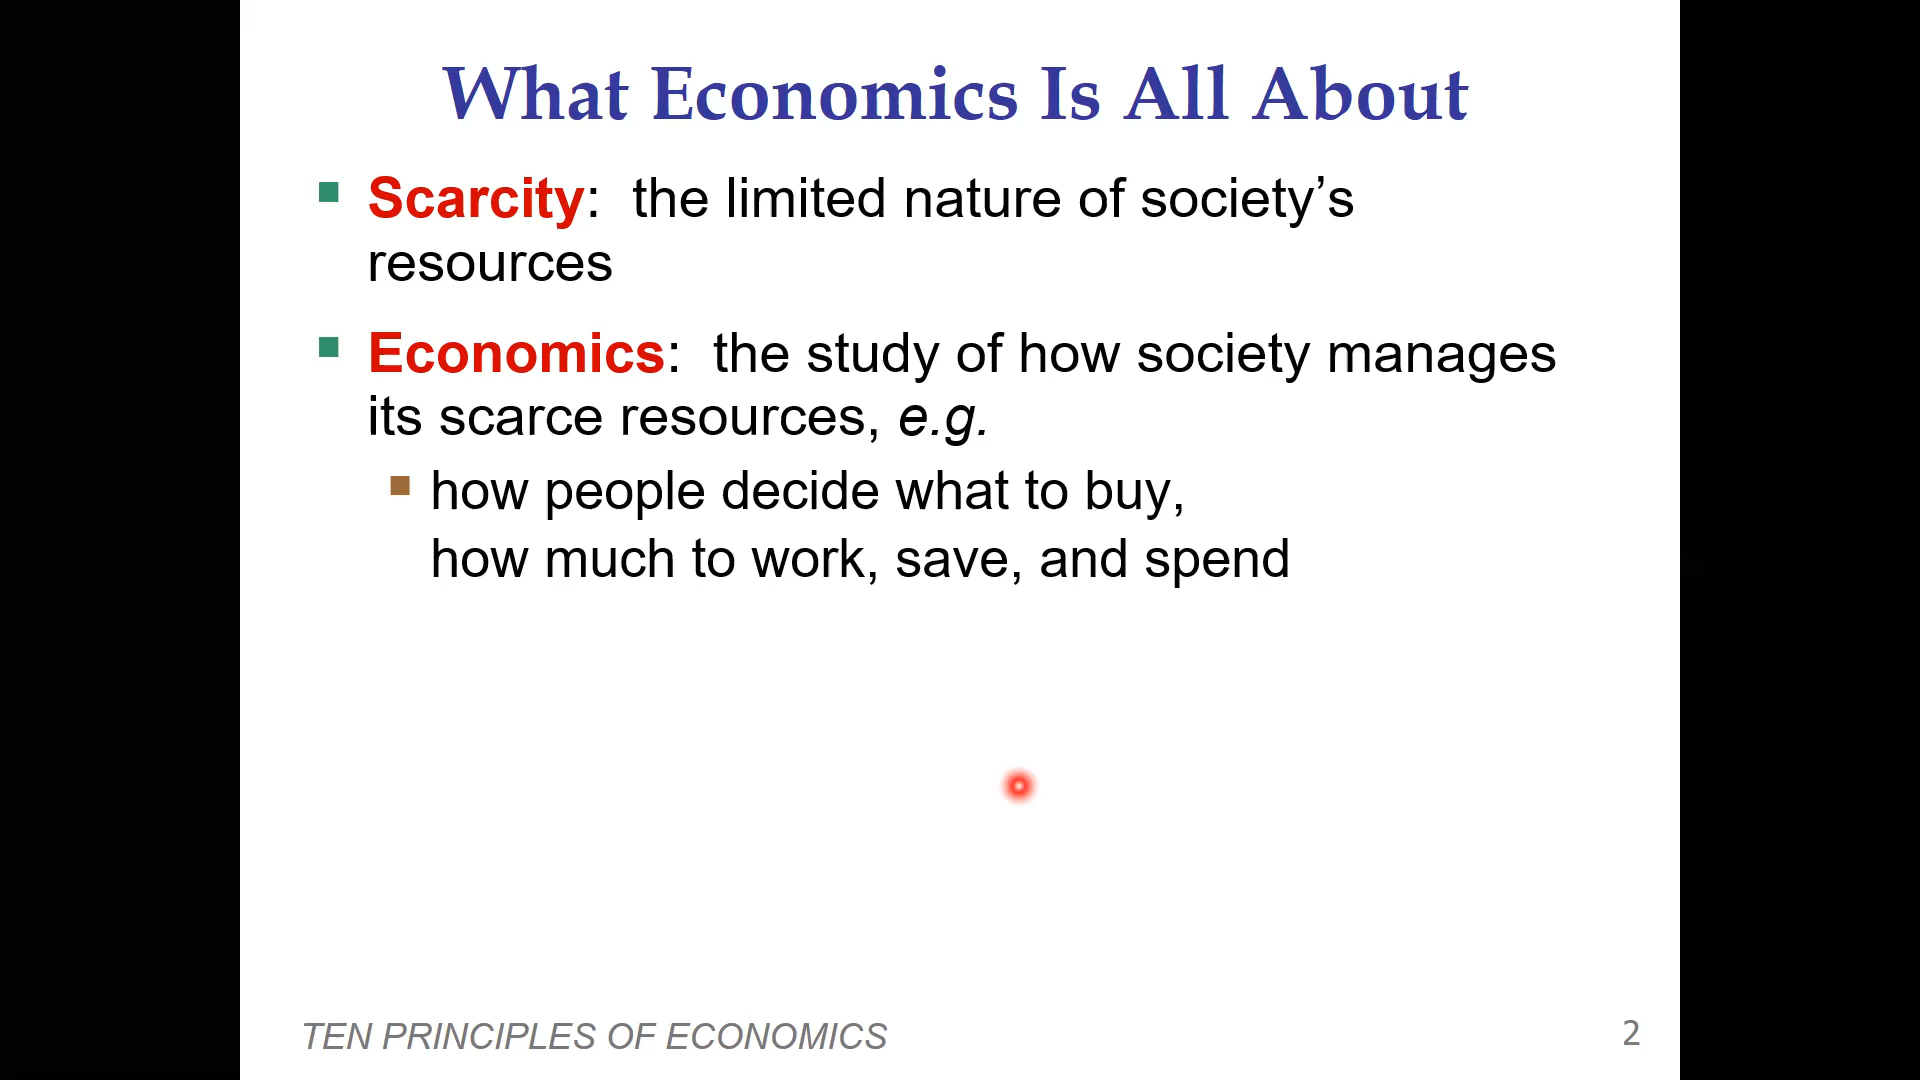 What Economics Is All About
Scarcity:  the limited nature of society’s
resources
Economics:  the study of how society manages
its scarce resources, e.g.
how people decide what to buy,
how much to work, save, and spend
TEN PRINCIPLES OF ECONOMICS
2